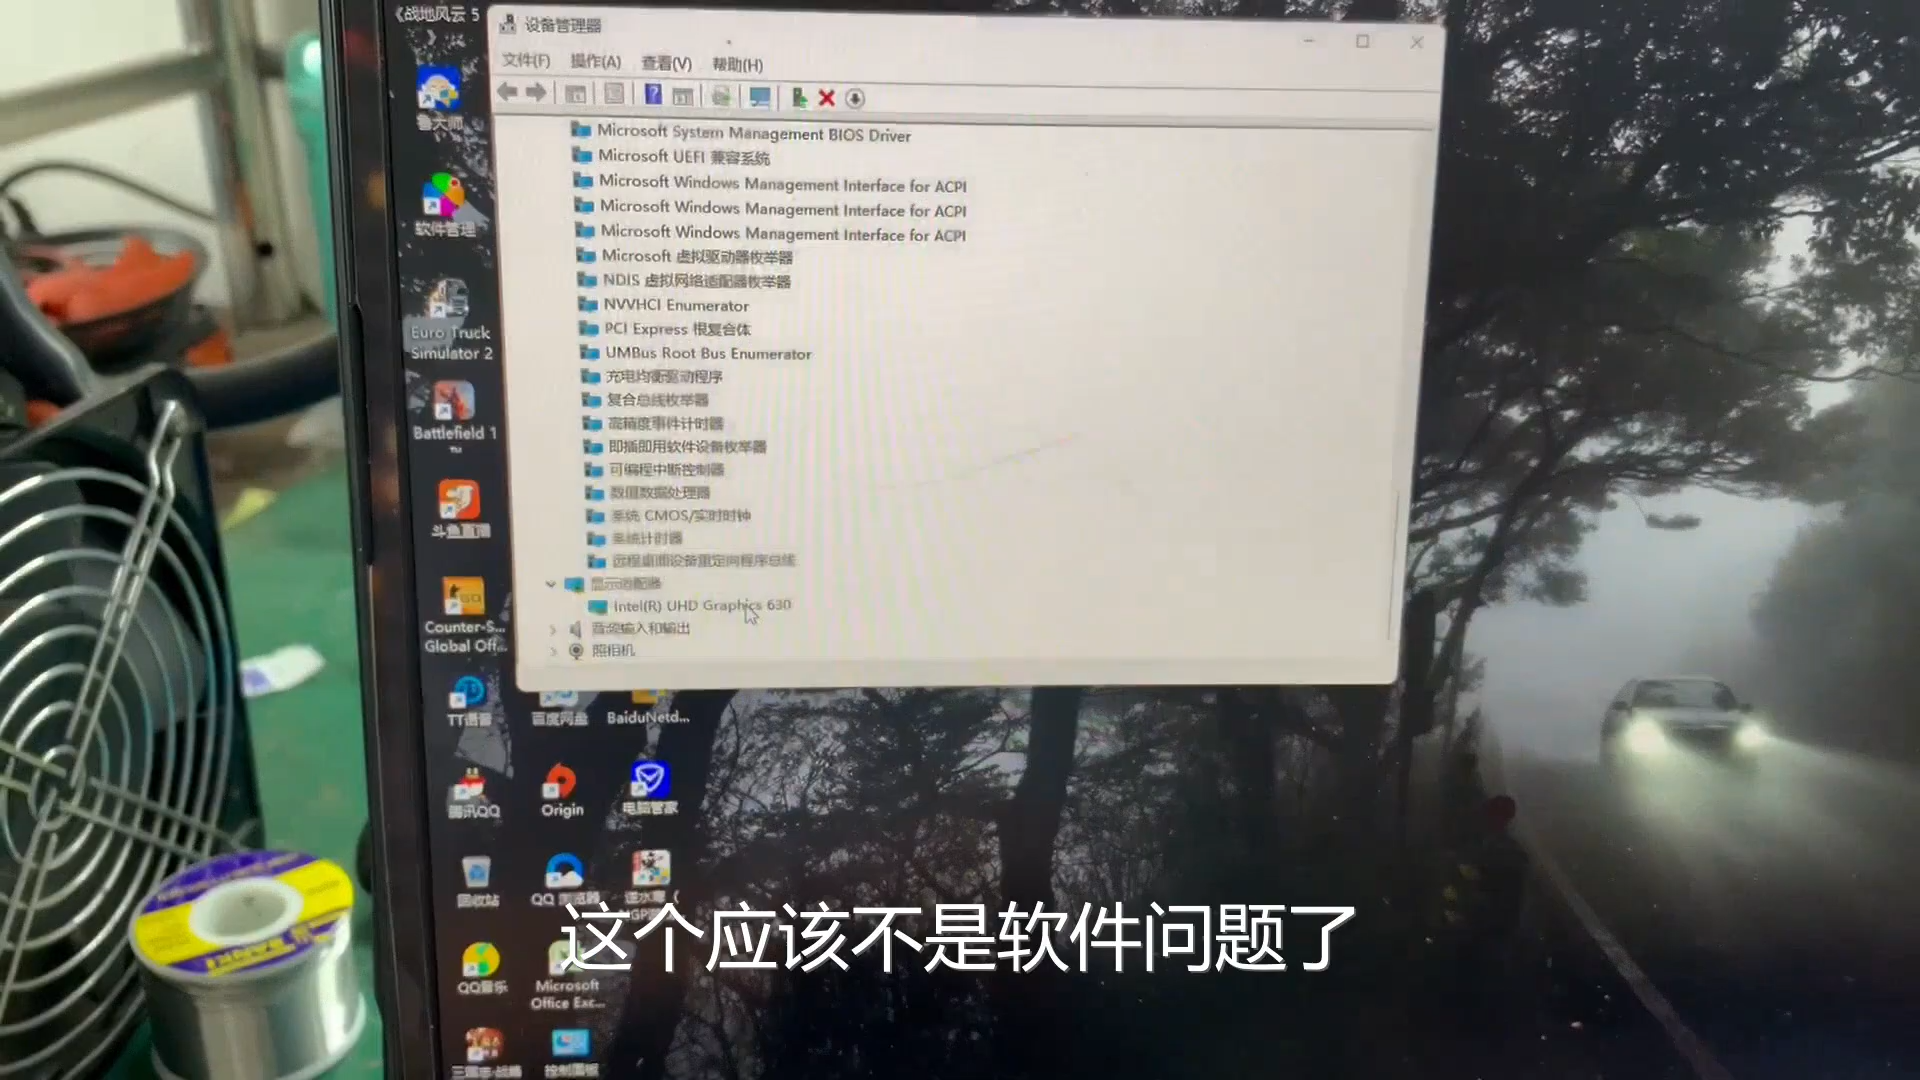 《战地风云 5
》
设备管理器
文件(F) 操作(A) 查看(V) 帮助(H)
Microsoft System Management BIOS Driver
Microsoft UEFI 兼容系统
Microsoft Windows Management Interface for ACPI
Microsoft Windows Management Interface for ACPI
Microsoft Windows Management Interface for ACPI
Microsoft 虚拟驱动器枚举器
NDIS 虚拟网络适配器枚举器
NVVHCI Enumerator
PCI Express 根复合体
UMBus Root Bus Enumerator
充电均衡驱动程序
复合总线枚举器
高精度事件计时器
即插即用软件设备枚举器
可编程中断控制器
数值数据处理器
系统 CMOS/实时时钟
系统计时器
远程桌面设备重定向程序总线
显示适配器
Intel(R) UHD Graphics 630
音频输入和输出
照相机
鲁大师
软件管理
Euro Truck
Simulator 2
Battlefield 1
™
斗鱼直播
Counter-S...
Global Off...
TT语音
百度网盘
BaiduNetd...
腾讯QQ
Origin
电脑管家
回收站
QQ 浏览器
QQ音乐
Microsoft
Office Exc...
控制面板
这个应该不是软件问题了